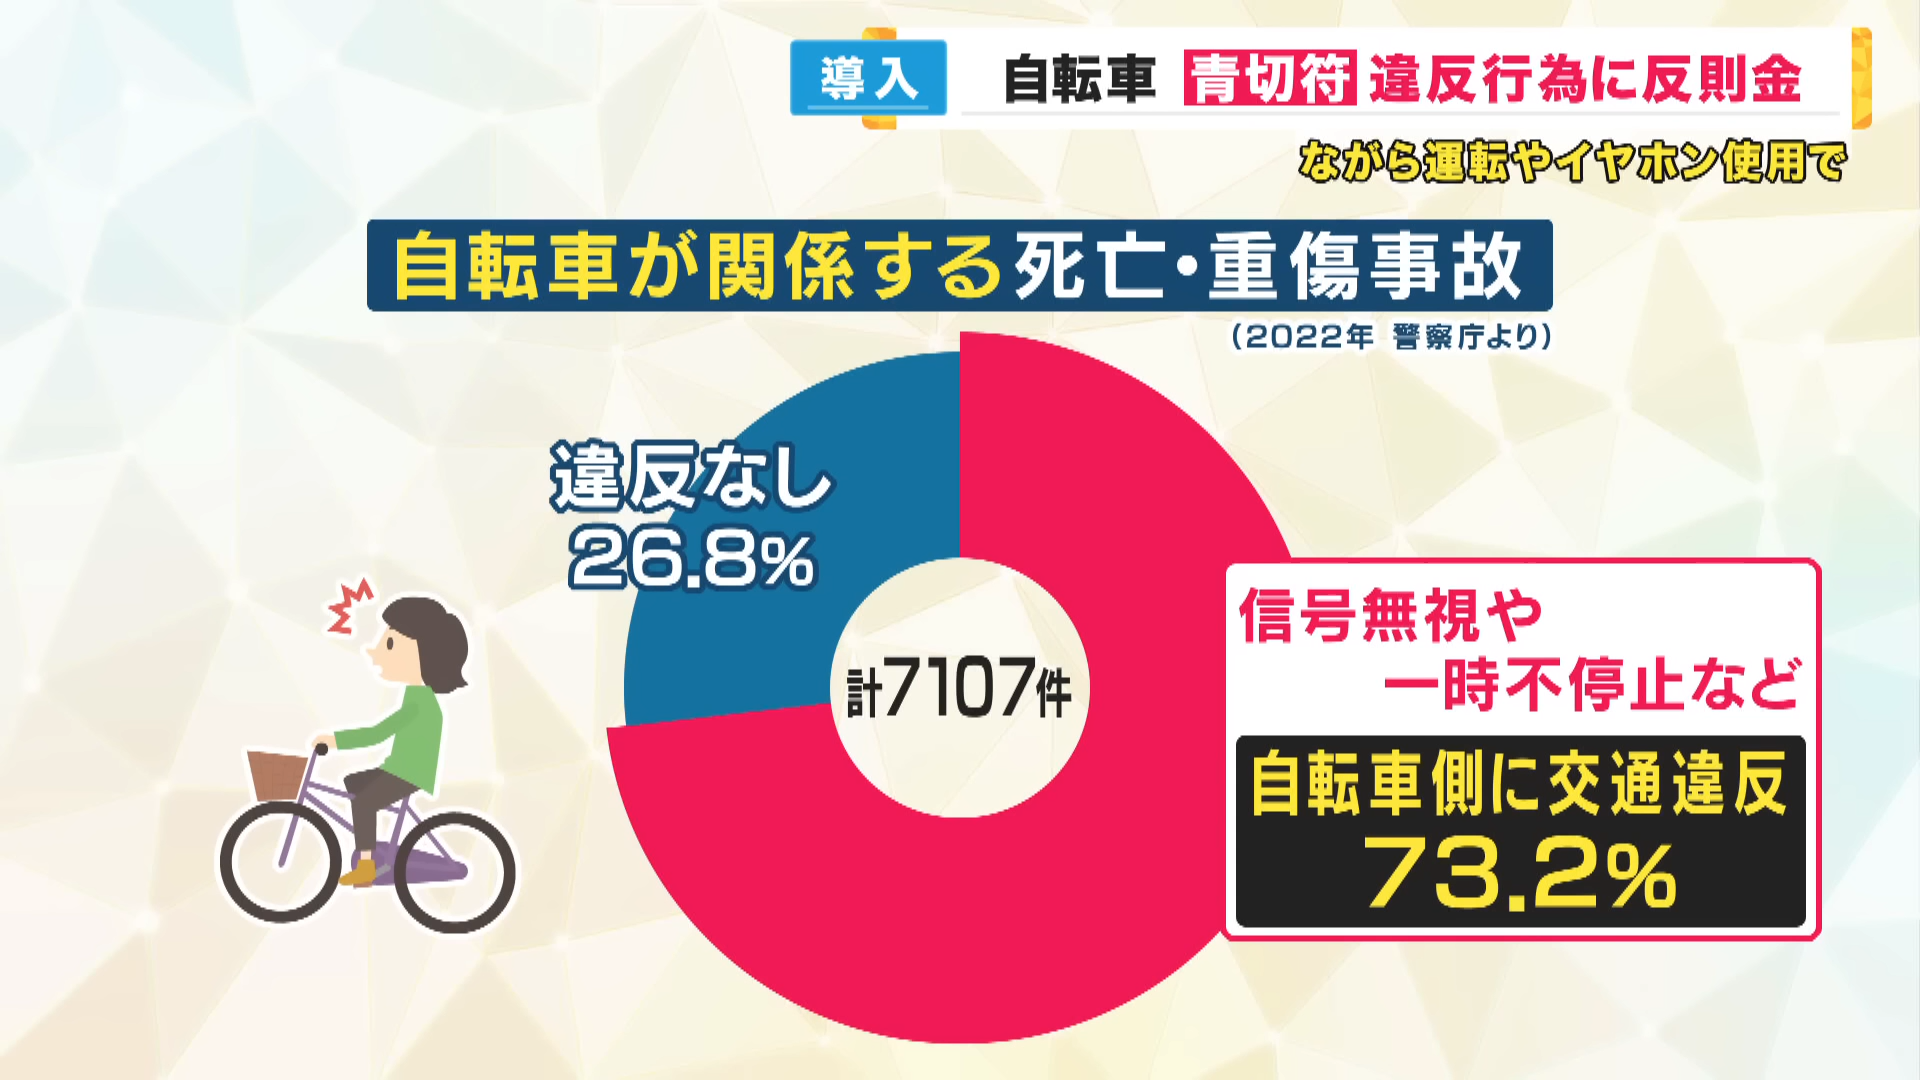 導入
自転車 青切符 違反行為に反則金
ながら運転やイヤホン使用で
自転車が関係する死亡・重傷事故
(2022年 警察庁より)
違反なし
26.8%
計7107件
信号無視や
一時不停止など
自転車側に交通違反
73.2%